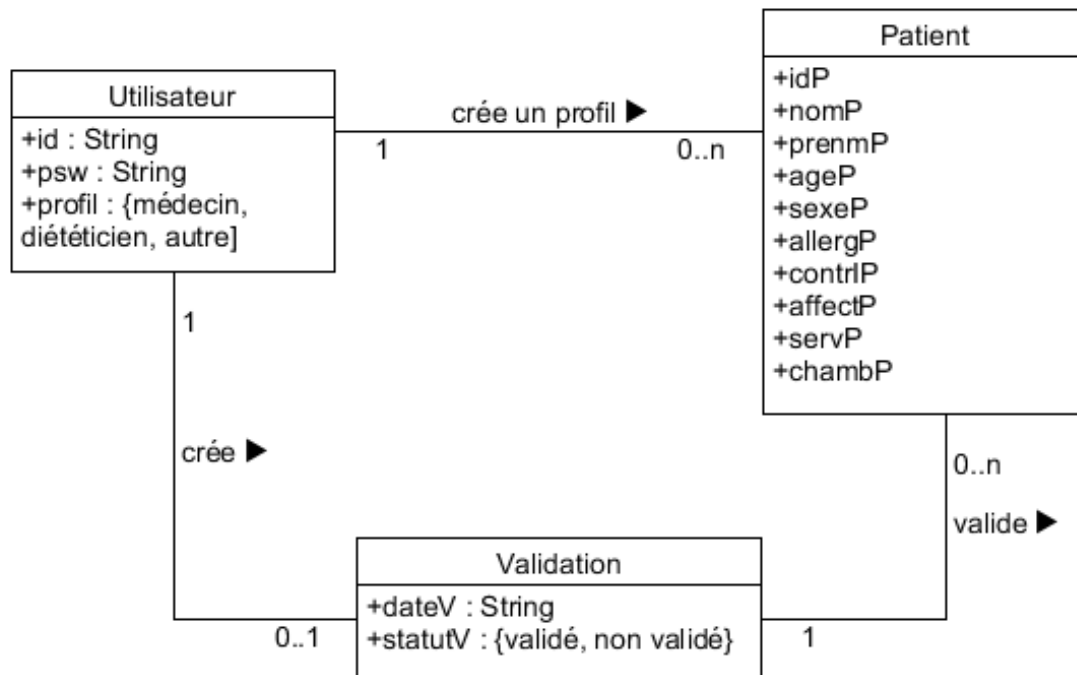 Utilisateur
+id : String
+psw : String
+profil : {médecin,
diététicien, autre]
crée un profil ▶
1
0..n
Patient
+idP
+nomP
+prenmP
+ageP
+sexeP
+allergP
+contrIP
+affectP
+servP
+chambP
1
crée ▶
0..1
0..n
valide ▶
1
Validation
+dateV : String
+statutV : {validé, non validé}